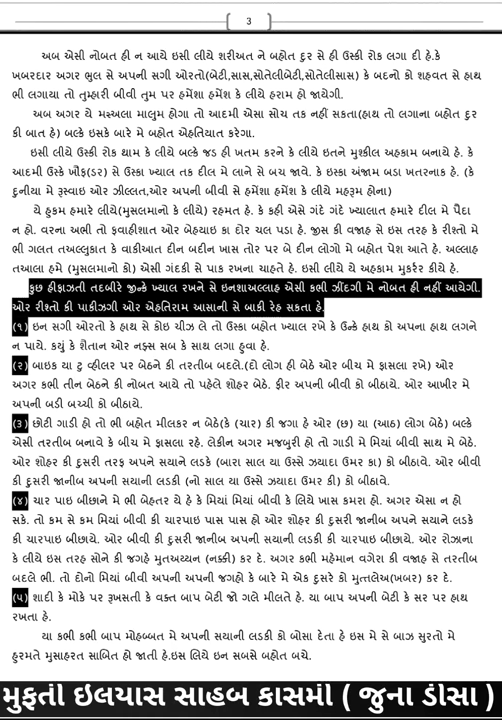 3
અબ એસી નોબત હી ન આયે ઇસી લીયે શરીઅત ને બહોત દુર સે હી ઉસ્કી રોક લગા દી હે.કે
ખબરદાર અગર ભુલ સે અપની સગી ઓરતો(બેટી,સાસ,સોતેલીબેટી,સોતેલીસાસ) કે બદનો કો શહવત સે હાથ
ભી લગાયા તો તુમ્હારી બીવી તુમ પર હમેંશા હમેંશ કે લીયે હરામ હો જાયેગી.
અબ અગર યે મસ્અલા માલુમ હોગા તો આદમી એસા સોચ તક નહીં સકતા(હાથ તો લગાના બહોત દુર
કી બાત હે) બલ્કે ઇસકે બારે મે બહોત એહતિયાત કરેગા.
ઇસી લીયે ઉસ્કી રોક થામ કે લીયે બલ્કે જડ હી ખતમ કરને કે લીયે ઇતને મુશ્કીલ અહકામ બનાયે હે. કે
આદમી ઉસ્કે ખૌફ(ડર) સે ઉસ્કા ખ્યાલ તક દીલ મે લાને સે બચ જાવે. કે ઇસ્કા અંજામ બડા ખતરનાક હે. (કે
દુનીયા મે રૂસ્વાઇ ઓર ઝીલ્લત,ઓર અપની બીવી સે હમેંશા હમેંશ કે લીયે મહરૂમ હોના)
યે હુકમ હમારે લીયે(મુસલમાનો કે લીયે) રહમત હે. કે કહી એસે ગંદે ગંદે ખ્યાલાત હમારે દીલ મે પૈદા
ન હો. વરના અભી તો ફવાહીશાત ઓર બેહયાઇ કા દોર ચલ પડા હે. જીસ કી વજાહ સે ઇસ તરહ કે રીશ્તો મે
ભી ગલત તઅલ્લુકાત કે વાકીઆત દીન બદીન ખાસ તોર પર બે દીન લોગો મે બહોત પેશ આતે હે. અલ્લાહ
તઆલા હમે (મુસલમાનો કો) એસી ગંદકી સે પાક રખના ચાહતે હે. ઇસી લીયે યે અહકામ મુકર્રર કીયે હે.
કુછ હીફાઝતી તદબીરે જીન્કે ખ્યાલ રખને સે ઇનશાઅલ્લાહ એસી કભી ઝીંદગી મે નોબત હી નહીં આયેગી.
ઓર રીશ્તો કી પાકીઝગી ઓર એહતિરામ આસાની સે બાકી રેહ સકતા હે.
(૧) ઇન સગી ઓરતો કે હાથ સે કોઇ ચીઝ લે તો ઉસ્કા બહોત ખ્યાલ રખે કે ઉન્કે હાથ કો અપના હાથ લગને
ન પાયે. કયું કે શૈતાન ઓર નફ્સ સબ કે સાથ લગા હુવા હે.
(૨) બાઇક યા ટુ વ્હીલર પર બેઠને કી તરતીબ બદલે.(દો લોગ હી બેઠે ઓર બીચ મે ફાસલા રખે) ઓર
અગર કભી તીન બેઠને કી નોબત આયે તો પહેલે શોહર બેઠે. ફીર અપની બીવી કો બીઠાયે. ઓર આખીર મે
અપની બડી બચ્ચી કો બીઠાયે.
(૩) છોટી ગાડી હો તો ભી બહોત મીલકર ન બેઠે(કે (ચાર) કી જગા હે ઓર (છ) યા (આઠ) લોગ બેઠે) બલ્કે
એસી તરતીબ બનાવે કે બીચ મે ફાસલા રહે. લેકીન અગર મજબુરી હો તો ગાડી મે મિયાં બીવી સાથ મે બેઠે.
ઓર શોહર કી દુસરી તરફ અપને સયાને લડકે (બારા સાલ યા ઉસ્સે ઝયાદા ઉમર કા) કો બીઠાવે. ઓર બીવી
કી દુસરી જાનીબ અપની સયાની લડકી (નો સાલ યા ઉસ્સે ઝયાદા ઉમર કી) કો બીઠાવે.
(૪) ચાર પાઇ બીછાને મે ભી બેહતર યે હે કે મિયાં મિયાં બીવી કે લિયે ખાસ કમરા હો. અગર એસા ન હો
સકે. તો કમ સે કમ મિયાં બીવી કી ચારપાઇ પાસ પાસ હો ઓર શોહર કી દુસરી જાનીબ અપને સયાને લડકે
કી ચારપાઇ બીછાયે. ઓર બીવી કી દુસરી જાનીબ અપની સયાની લડકી કી ચારપાઇ બીછાયે. ઓર રોઝાના
કે લીયે ઇસ તરહ સોને કી જગહે મુતઅય્યન (નક્કી) કર દે. અગર કભી મહેમાન વગેરા કી વજાહ સે તરતીબ
બદલે ભી. તો દોનો મિયાં બીવી અપની અપની જગહો કે બારે મે એક દુસરે કો મુત્તલેઅ(ખબર) કર દે.
(૫) શાદી કે મોકે પર રૂખસતી કે વક્ત બાપ બેટી જો ગલે મીલતે હે. યા બાપ અપની બેટી કે સર પર હાથ
રખતા હે.
યા કભી કભી બાપ મોહબ્બત મે અપની સયાની લડકી કો બોસા દેતા હે ઇસ મે સે બાઝ સુરતો મે
હુરમતે મુસાહરત સાબિત હો જાતી હે.ઇસ લિયે ઇન સબસે બહોત બચે.
મુફતી ઇલયાસ સાહબ કાસમી ( જુના ડીસા )